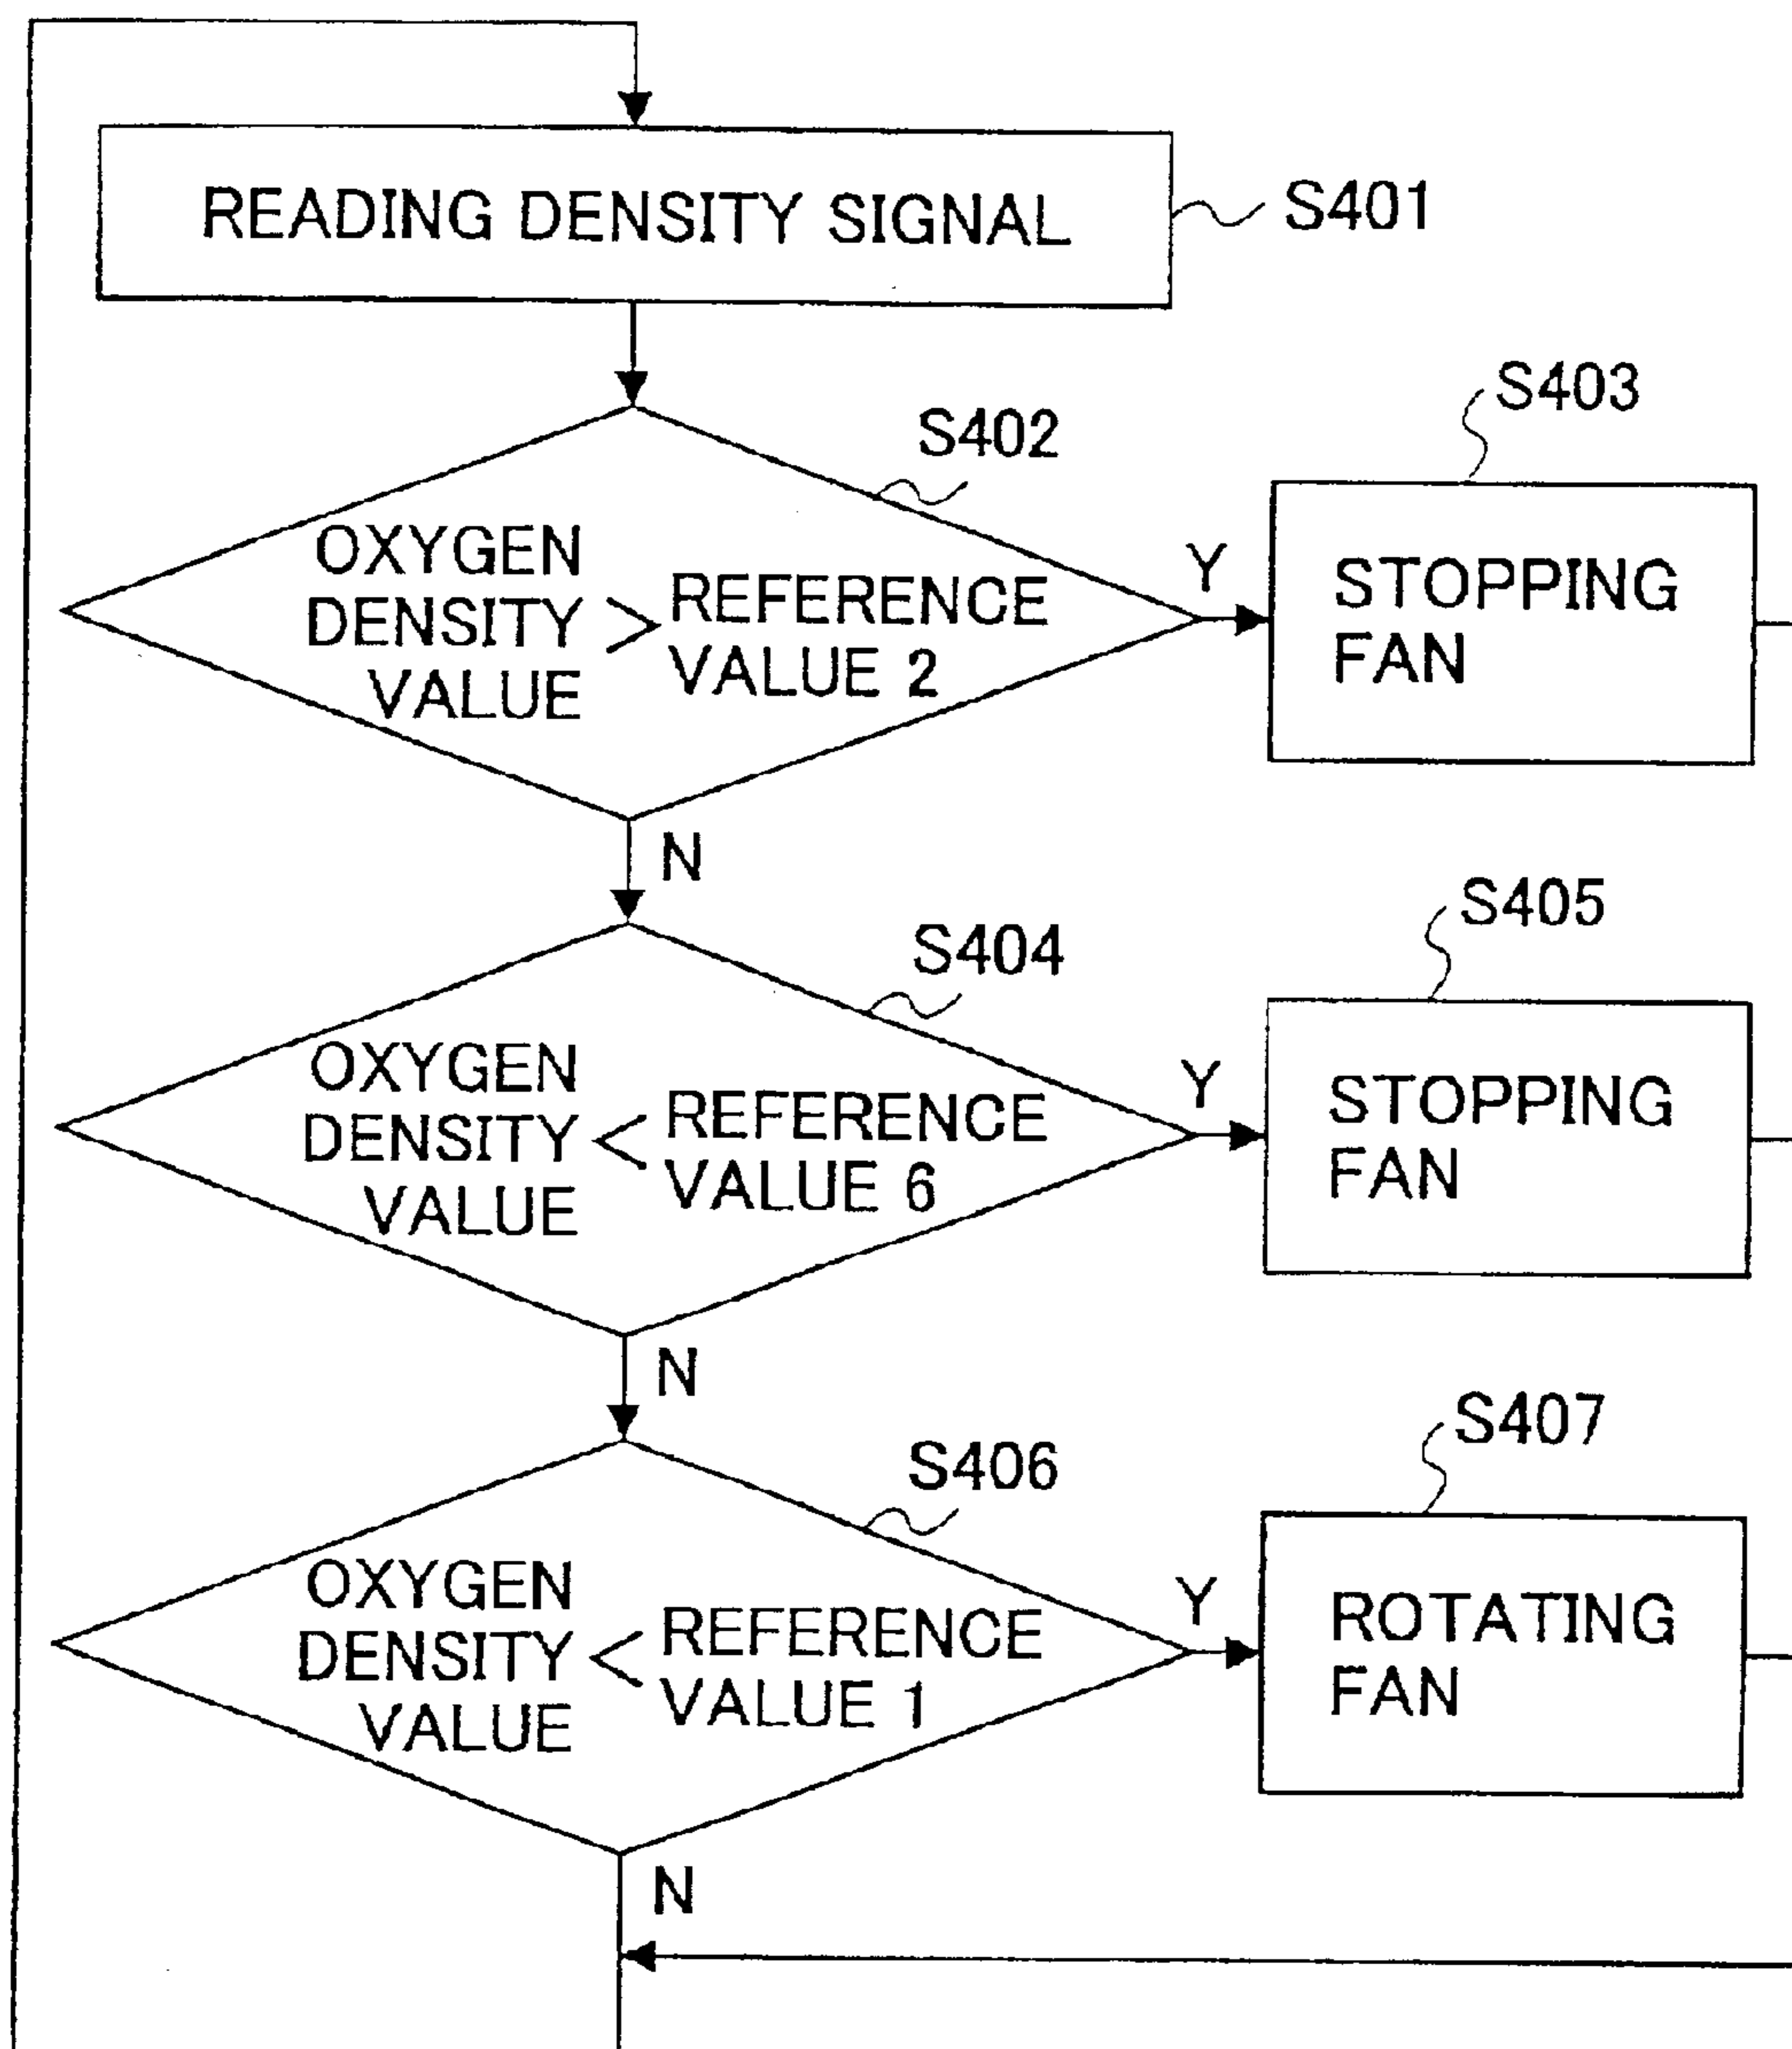 READING DENSITY SIGNAL
S401
S402
OXYGEN
DENSITY
VALUE
>
REFERENCE
VALUE 2
Y
S403
STOPPING
FAN
N
S404
OXYGEN
DENSITY
VALUE
<
REFERENCE
VALUE 6
Y
S405
STOPPING
FAN
N
S406
OXYGEN
DENSITY
VALUE
<
REFERENCE
VALUE 1
Y
S407
ROTATING
FAN
N